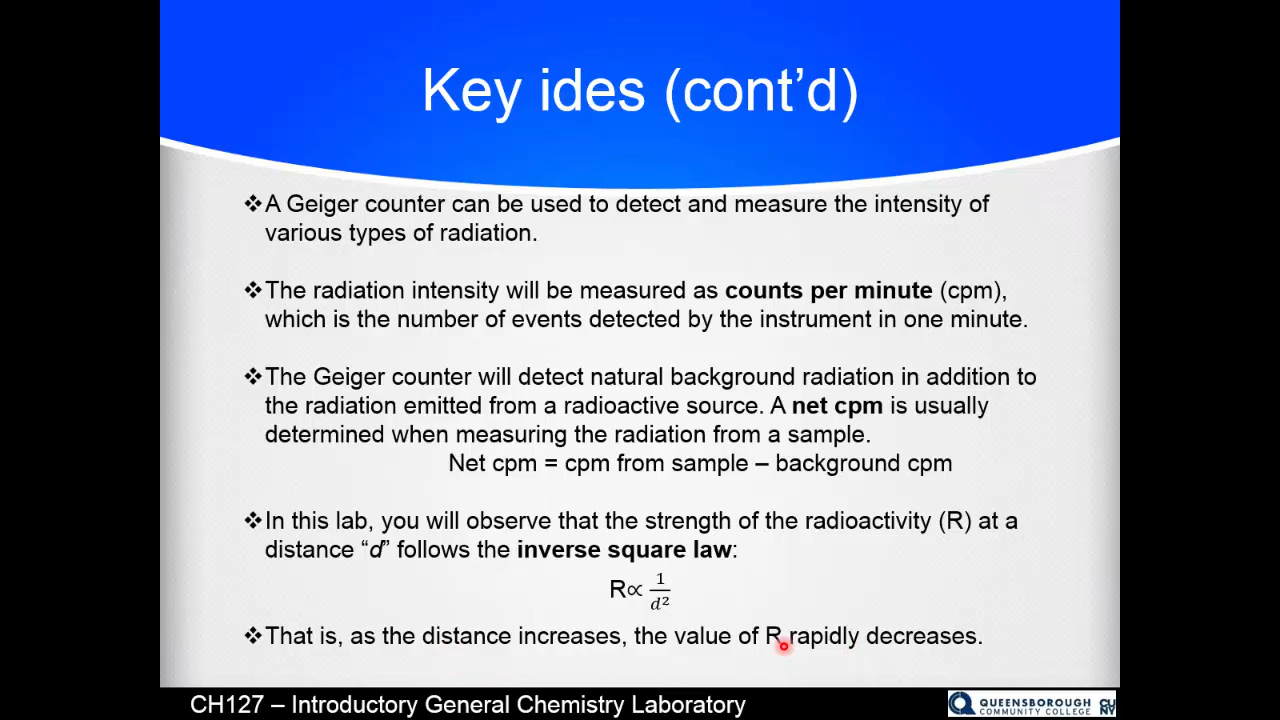 Key ides (cont’d)
❖A Geiger counter can be used to detect and measure the intensity of
various types of radiation.
❖The radiation intensity will be measured as counts per minute (cpm),
which is the number of events detected by the instrument in one minute.
❖The Geiger counter will detect natural background radiation in addition to
the radiation emitted from a radioactive source. A net cpm is usually
determined when measuring the radiation from a sample.
Net cpm = cpm from sample – background cpm
❖In this lab, you will observe that the strength of the radioactivity (R) at a
distance “d” follows the inverse square law:
R∝ 1/d²
❖That is, as the distance increases, the value of R rapidly decreases.
CH127 – Introductory General Chemistry Laboratory
QUEENSBOROUGH
COMMUNITY COLLEGE
CU
NY